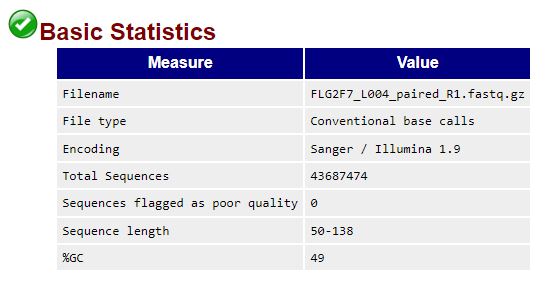 Basic Statistics
Measure Value
Filename FLG2F7_L004_paired_R1.fastq.gz
File type Conventional base calls
Encoding Sanger / Illumina 1.9
Total Sequences 43687474
Sequences flagged as poor quality 0
Sequence length 50-138
%GC 49